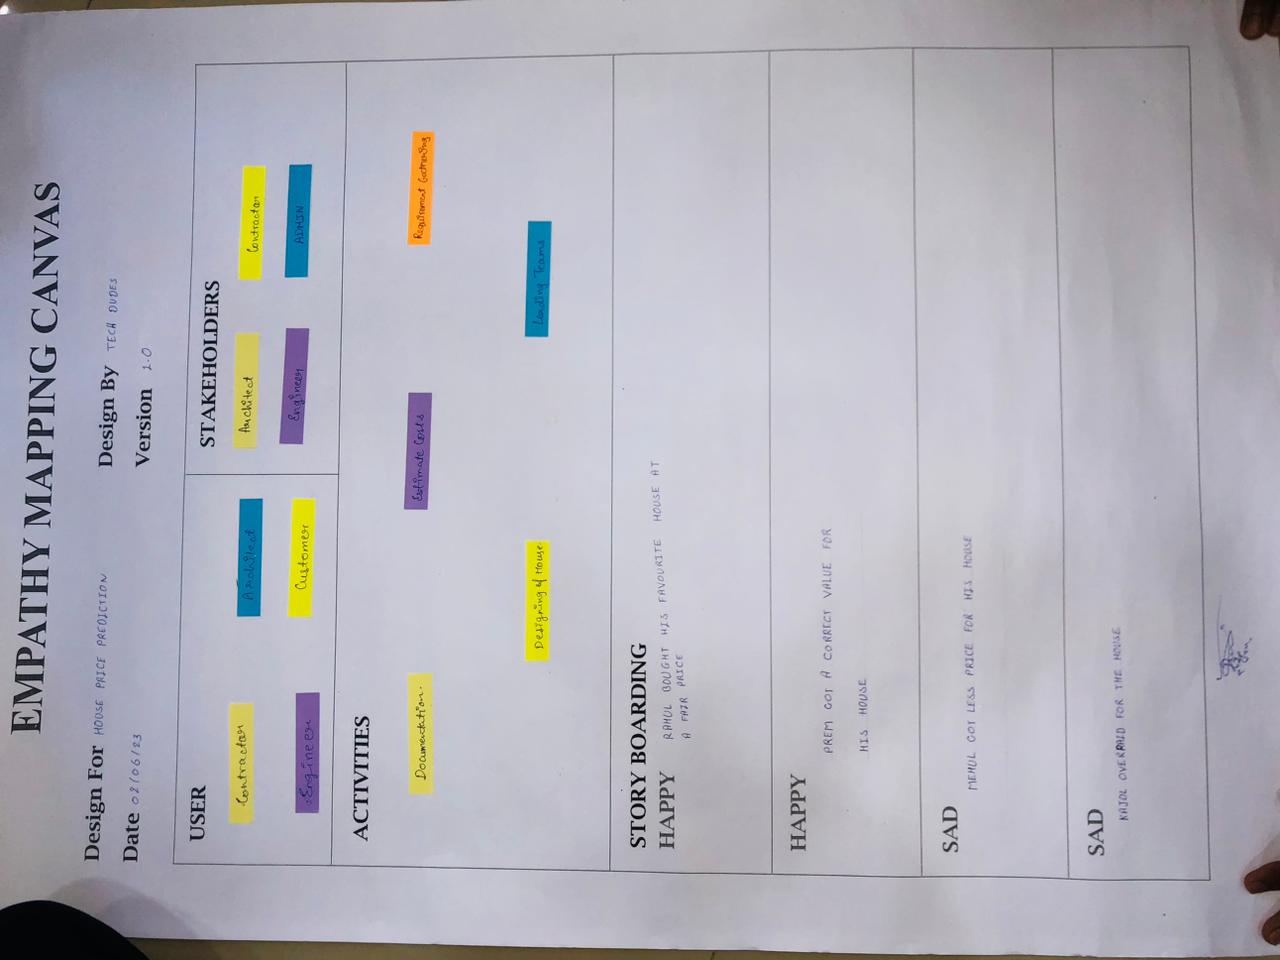 EMPATHY MAPPING CANVAS
Design For HOUSE PRICE PREDICTION
Design By TECH DUDES
Date 02/06/23
Version 1.0
USER
Contractor
Architect
Engineer
Customer
STAKEHOLDERS
Architect
Contractor
Engineer
ADMIN
ACTIVITIES
Documentation.
Estimate Costs
Requirement Gathering
Designing of House.
Leading Teams
STORY BOARDING
HAPPY
RAHUL BOUGHT HIS FAVOURITE HOUSE AT
A FAIR PRICE
HAPPY
PREM GOT A CORRECT VALUE FOR
HIS HOUSE
SAD
MEHUL GOT LESS PRICE FOR HIS HOUSE
SAD
KAJOL OVERPAID FOR THE HOUSE